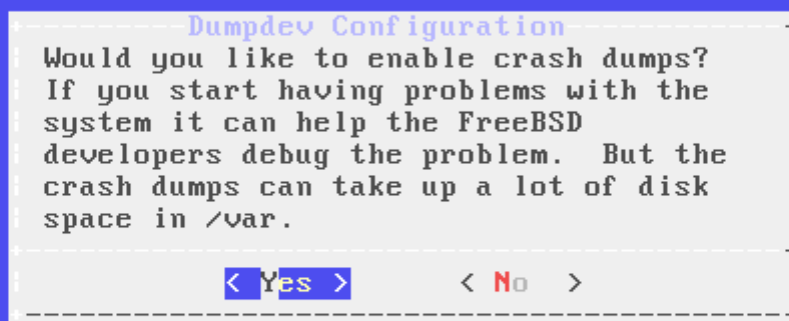 Dumpdev Configuration
Would you like to enable crash dumps?
If you start having problems with the
system it can help the FreeBSD
developers debug the problem.  But the
crash dumps can take up a lot of disk
space in /var.
< Yes > < No >